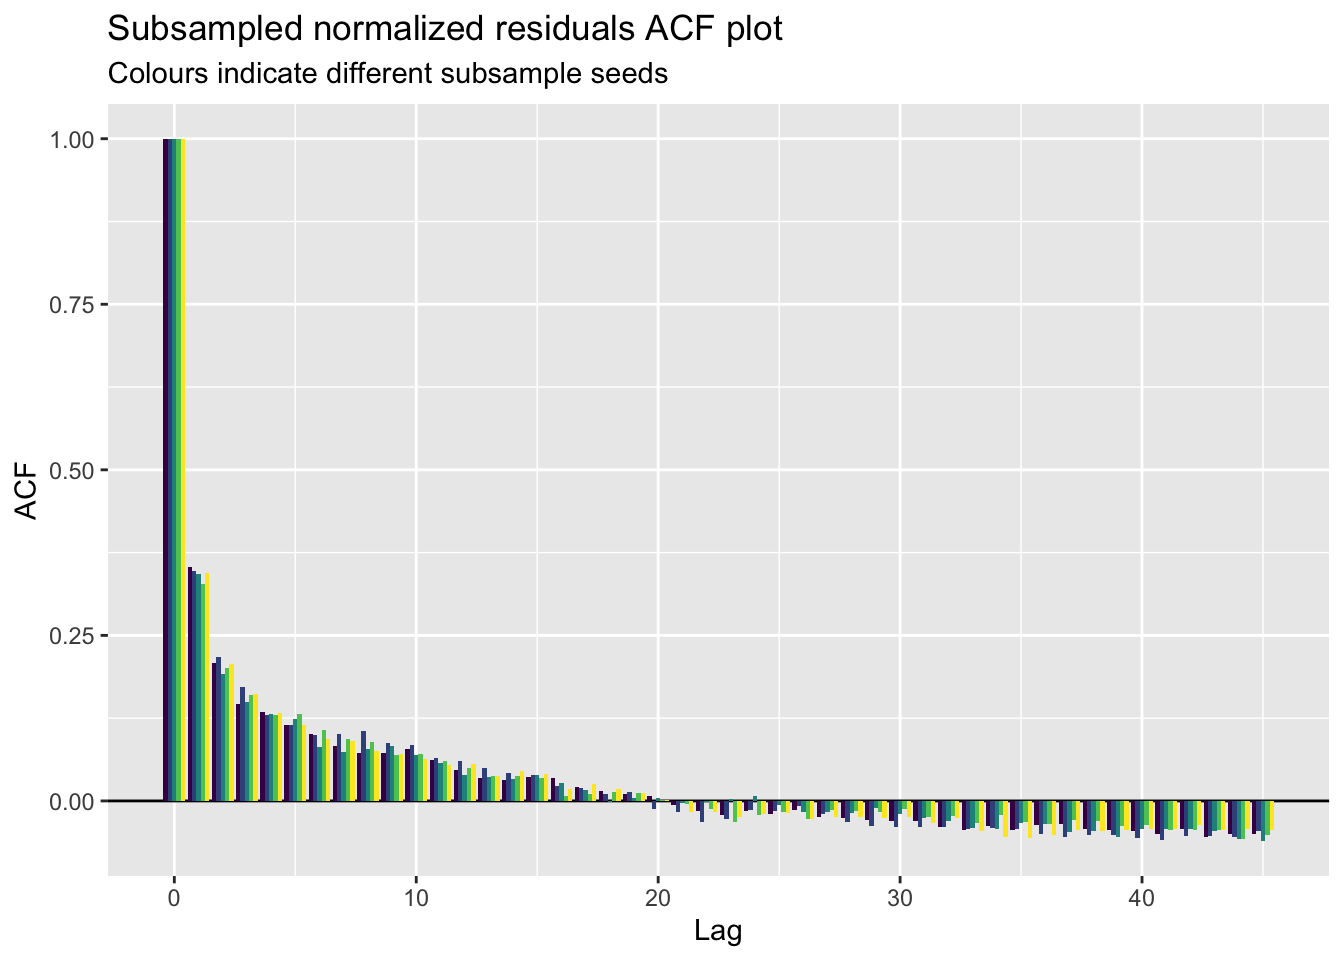 Subsampled normalized residuals ACF plot
Colours indicate different subsample seeds
1.00
0.75
0.50
0.25
0.00
ACF
0 10 20 30 40
Lag